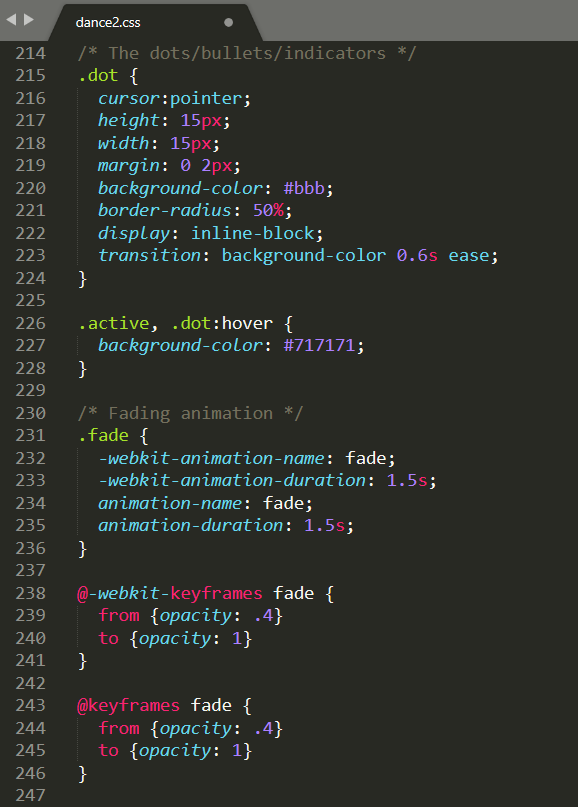 dance2.css
214 /* The dots/bullets/indicators */
215 .dot {
216   cursor:pointer;
217   height: 15px;
218   width: 15px;
219   margin: 0 2px;
220   background-color: #bbb;
221   border-radius: 50%;
222   display: inline-block;
223   transition: background-color 0.6s ease;
224 }
225
226 .active, .dot:hover {
227   background-color: #717171;
228 }
229
230 /* Fading animation */
231 .fade {
232   -webkit-animation-name: fade;
233   -webkit-animation-duration: 1.5s;
234   animation-name: fade;
235   animation-duration: 1.5s;
236 }
237
238 @-webkit-keyframes fade {
239   from {opacity: .4}
240   to {opacity: 1}
241 }
242
243 @keyframes fade {
244   from {opacity: .4}
245   to {opacity: 1}
246 }
247